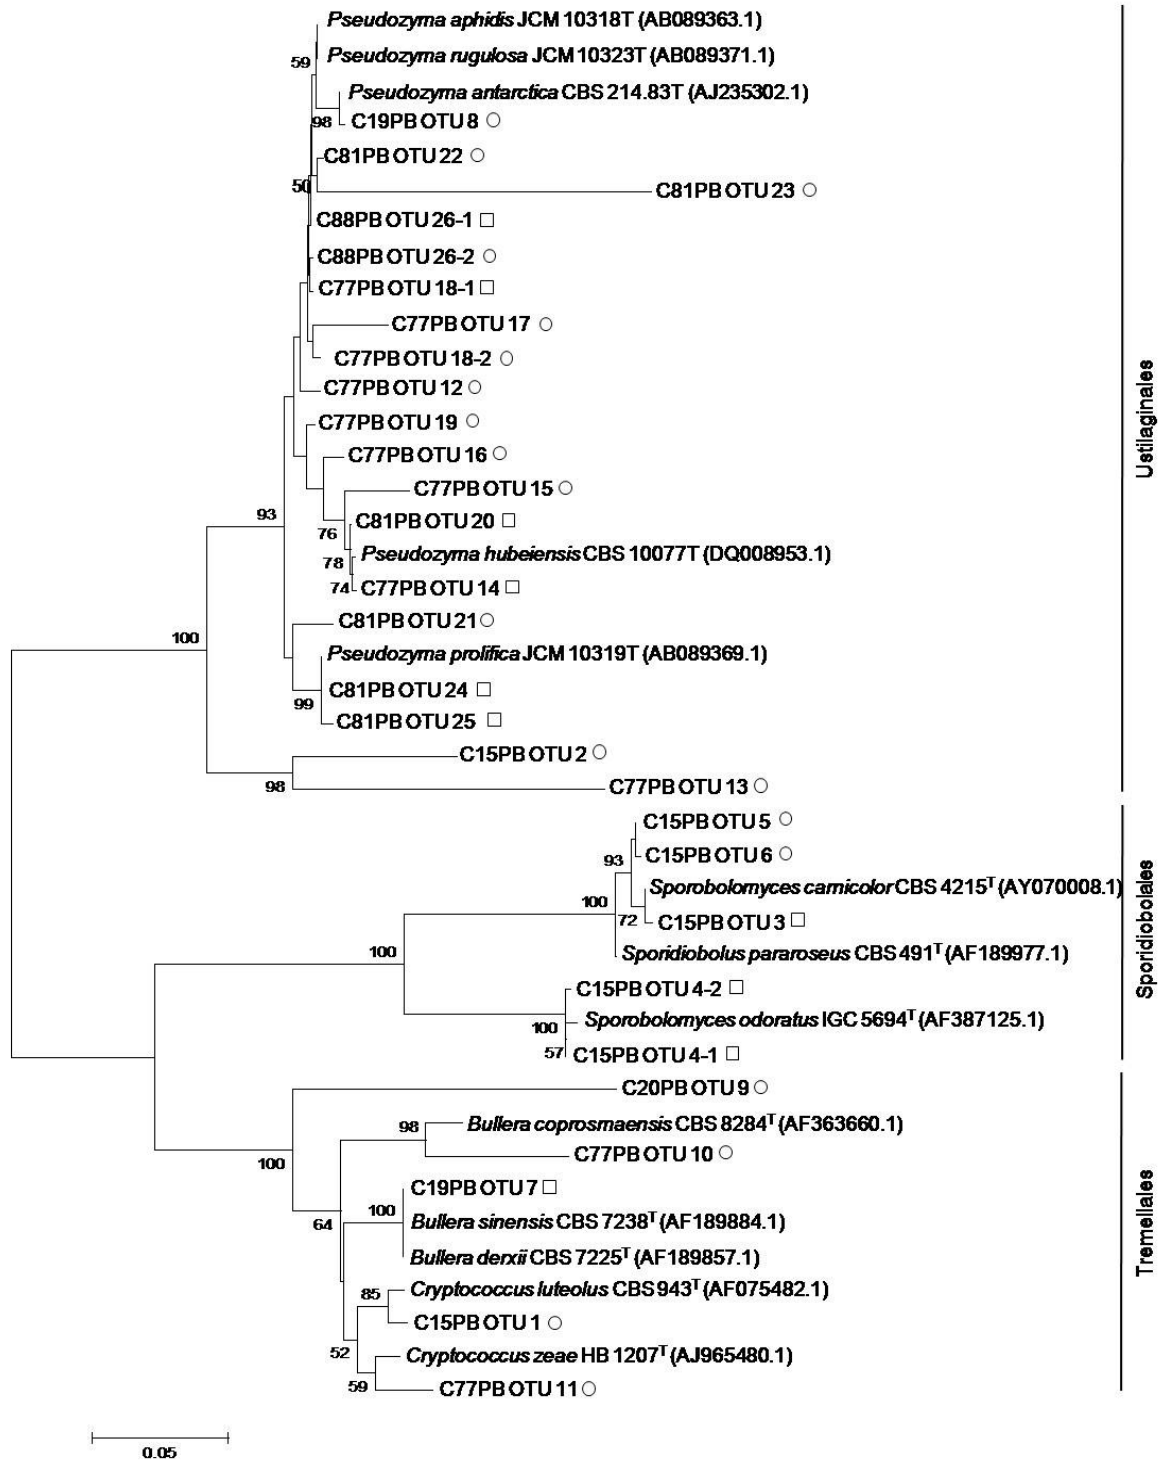 Pseudozyma aphidis JCM 10318T (AB089363.1)
Pseudozyma rugulosa JCM 10323T (AB089371.1)
59
Pseudozyma antarctica CBS 214.83T (AJ235302.1)
98
C19PB OTU 8
C81PB OTU 22
50
C81PB OTU 23
C88PB OTU 26-1
C88PB OTU 26-2
C77PB OTU 18-1
C77PB OTU 17
C77PB OTU 18-2
C77PB OTU 12
C77PB OTU 19
C77PB OTU 16
C77PB OTU 15
93
C81PB OTU 20
76
Pseudozyma hubeiensis CBS 10077T (DQ008953.1)
78
74
C77PB OTU 14
C81PB OTU 21
100
Pseudozyma prolifica JCM 10319T (AB089369.1)
C81PB OTU 24
99
C81PB OTU 25
C15PB OTU 2
98
C77PB OTU 13
Ustilaginales
C15PB OTU 5
C15PB OTU 6
93
Sporobolomyces carnicolor CBS 4215T (AY070008.1)
100
72
C15PB OTU 3
100
Sporidiobolus pararoseus CBS 491T (AF189977.1)
C15PB OTU 4-2
Sporobolomyces odoratus IGC 5694T (AF387125.1)
100
57
C15PB OTU 4-1
Sporidiobolales
C20PB OTU 9
Bullera coprosmaensis CBS 8284T (AF363660.1)
98
C77PB OTU 10
100
C19PB OTU 7
100
Bullera sinensis CBS 7238T (AF189884.1)
64
Bullera derxii CBS 7225T (AF189857.1)
Cryptococcus luteolus CBS 943T (AF075482.1)
85
C15PB OTU 1
52
Cryptococcus zeae HB 1207T (AJ965480.1)
59
C77PB OTU 11
Tremellales
0.05